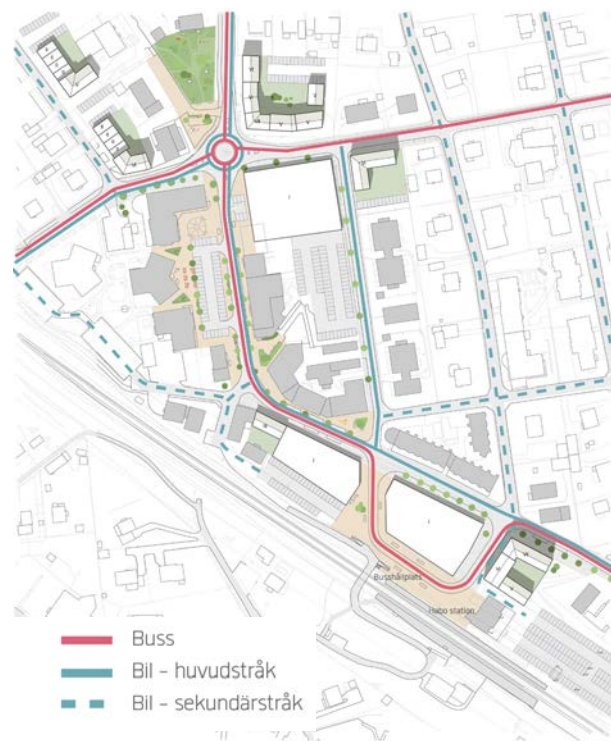 Busshållplats
Habo station
Buss
Bil - huvudstråk
Bil - sekundärstråk